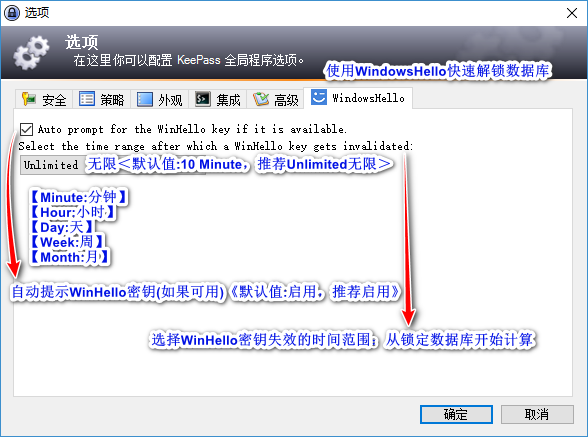 选项
选项
在这里你可以配置 KeePass 全局程序选项。
使用WindowsHello快速解锁数据库
安全 策略 外观 集成 高级 WindowsHello
Auto prompt for the WinHello key if it is available.
Select the time range after which a WinHello key gets invalidated:
Unlimited 无限＜默认值:10 Minute，推荐Unlimited无限＞
【Minute:分钟】
【Hour:小时】
【Day:天】
【Week:周】
【Month:月】
自动提示WinHello密钥(如果可用)《默认值:启用，推荐启用》
选择WinHello密钥失效的时间范围；从锁定数据库开始计算
确定 取消